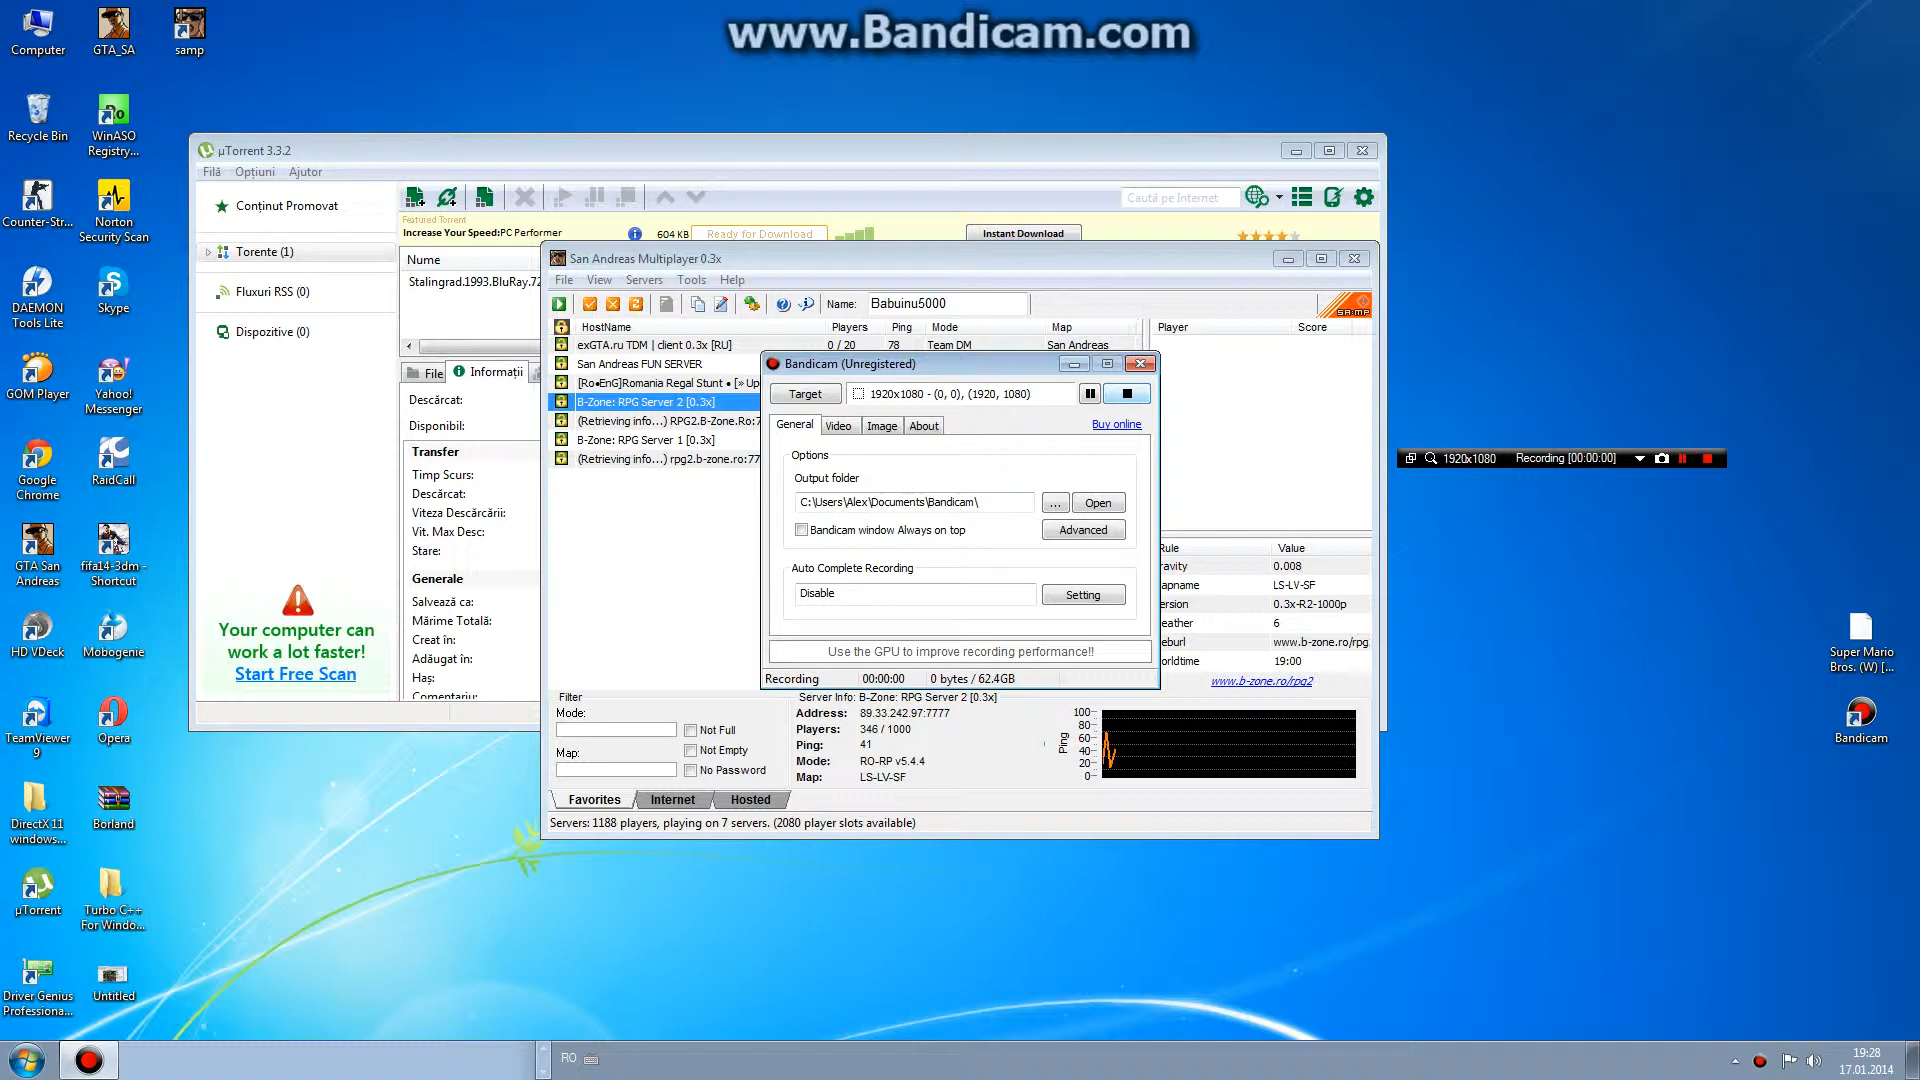 www.Bandicam.com
Computer
GTA_SA
samp
Recycle Bin
WinASO
Registry...
Counter-Str...
Norton
Security Scan
DAEMON
Tools Lite
Skype
GOM Player
Yahoo!
Messenger
Google
Chrome
RaidCall
GTA San
Andreas
fifa14-3dm -
Shortcut
HD VDeck
Mobogenie
TeamViewer
9
Opera
DirectX11
windows...
Borland
µTorrent
Turbo C++
For Windo...
Driver Genius
Professiona...
Untitled
µTorrent 3.3.2
Filă Opțiuni Ajutor
Caută pe Internet
Conținut Promovat
Torente (1)
Fluxuri RSS (0)
Dispozitive (0)
Your computer can
work a lot faster!
Start Free Scan
Featured Torrent
Increase Your Speed:PC Performer
604 KB
Ready for Download
Instant Download
Nume
Stalingrad.1993.BluRay.72
File
Informații
Descărcat:
Disponibil:
Transfer
Timp Scurs:
Descărcat:
Viteza Descărcării:
Vit. Max Desc:
Stare:
Generale
Salvează ca:
Mărime Totală:
Creat în:
Adăugat în:
Haș:
Comentariu:
San Andreas Multiplayer 0.3x
File View Servers Tools Help
Name: Babuinu5000
sa:mp
HostName Players Ping Mode Map
Player Score
exGTA.ru TDM | client 0.3x [RU] 0 / 20 78 Team DM San Andreas
San Andreas FUN SERVER
[Ro•EnG]Romania Regal Stunt • [» Up
B-Zone: RPG Server 2 [0.3x]
(Retrieving info...) RPG2.B-Zone.Ro:7
B-Zone: RPG Server 1 [0.3x]
(Retrieving info...) rpg2.b-zone.ro:77
Bandicam (Unregistered)
Target
1920x1080 - (0, 0), (1920, 1080)
General Video Image About
Buy online
Options
Output folder
C:\Users\Alex\Documents\Bandicam\
...
Open
Bandicam window Always on top
Advanced
Auto Complete Recording
Disable
Setting
Use the GPU to improve recording performance!!
Recording 00:00:00 0 bytes / 62.4GB
1920x1080 Recording [00:00:00]
Rule Value
ravity 0.008
apname LS-LV-SF
ersion 0.3x-R2-1000p
eather 6
eburl www.b-zone.ro/rpg
orldtime 19:00
www.b-zone.ro/rpg2
Filter
Mode:
Map:
Not Full
Not Empty
No Password
Server Info: B-Zone: RPG Server 2 [0.3x]
Address: 89.33.242.97:7777
Players: 346 / 1000
Ping: 41
Mode: RO-RP v5.4.4
Map: LS-LV-SF
Ping
100
80
60
40
20
0
Favorites Internet Hosted
Servers: 1188 players, playing on 7 servers. (2080 player slots available)
Super Mario
Bros. (W) [...
Bandicam
RO
19:28
17.01.2014